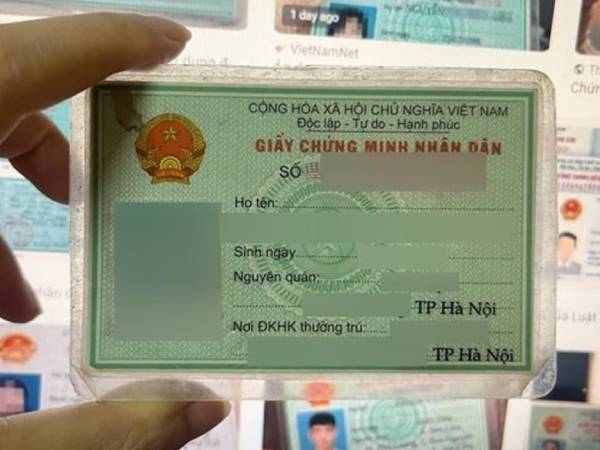 1 day ago
VietNamNet
CỘNG HÒA XÃ HỘI CHỦ NGHĨA VIỆT NAM
Độc lập - Tự do - Hạnh phúc
GIẤY CHỨNG MINH NHÂN DÂN
SỐ
Họ tên:
Sinh ngày
Nguyên quán:
TP Hà Nội
Nơi ĐKHK thường trú:
TP Hà Nội